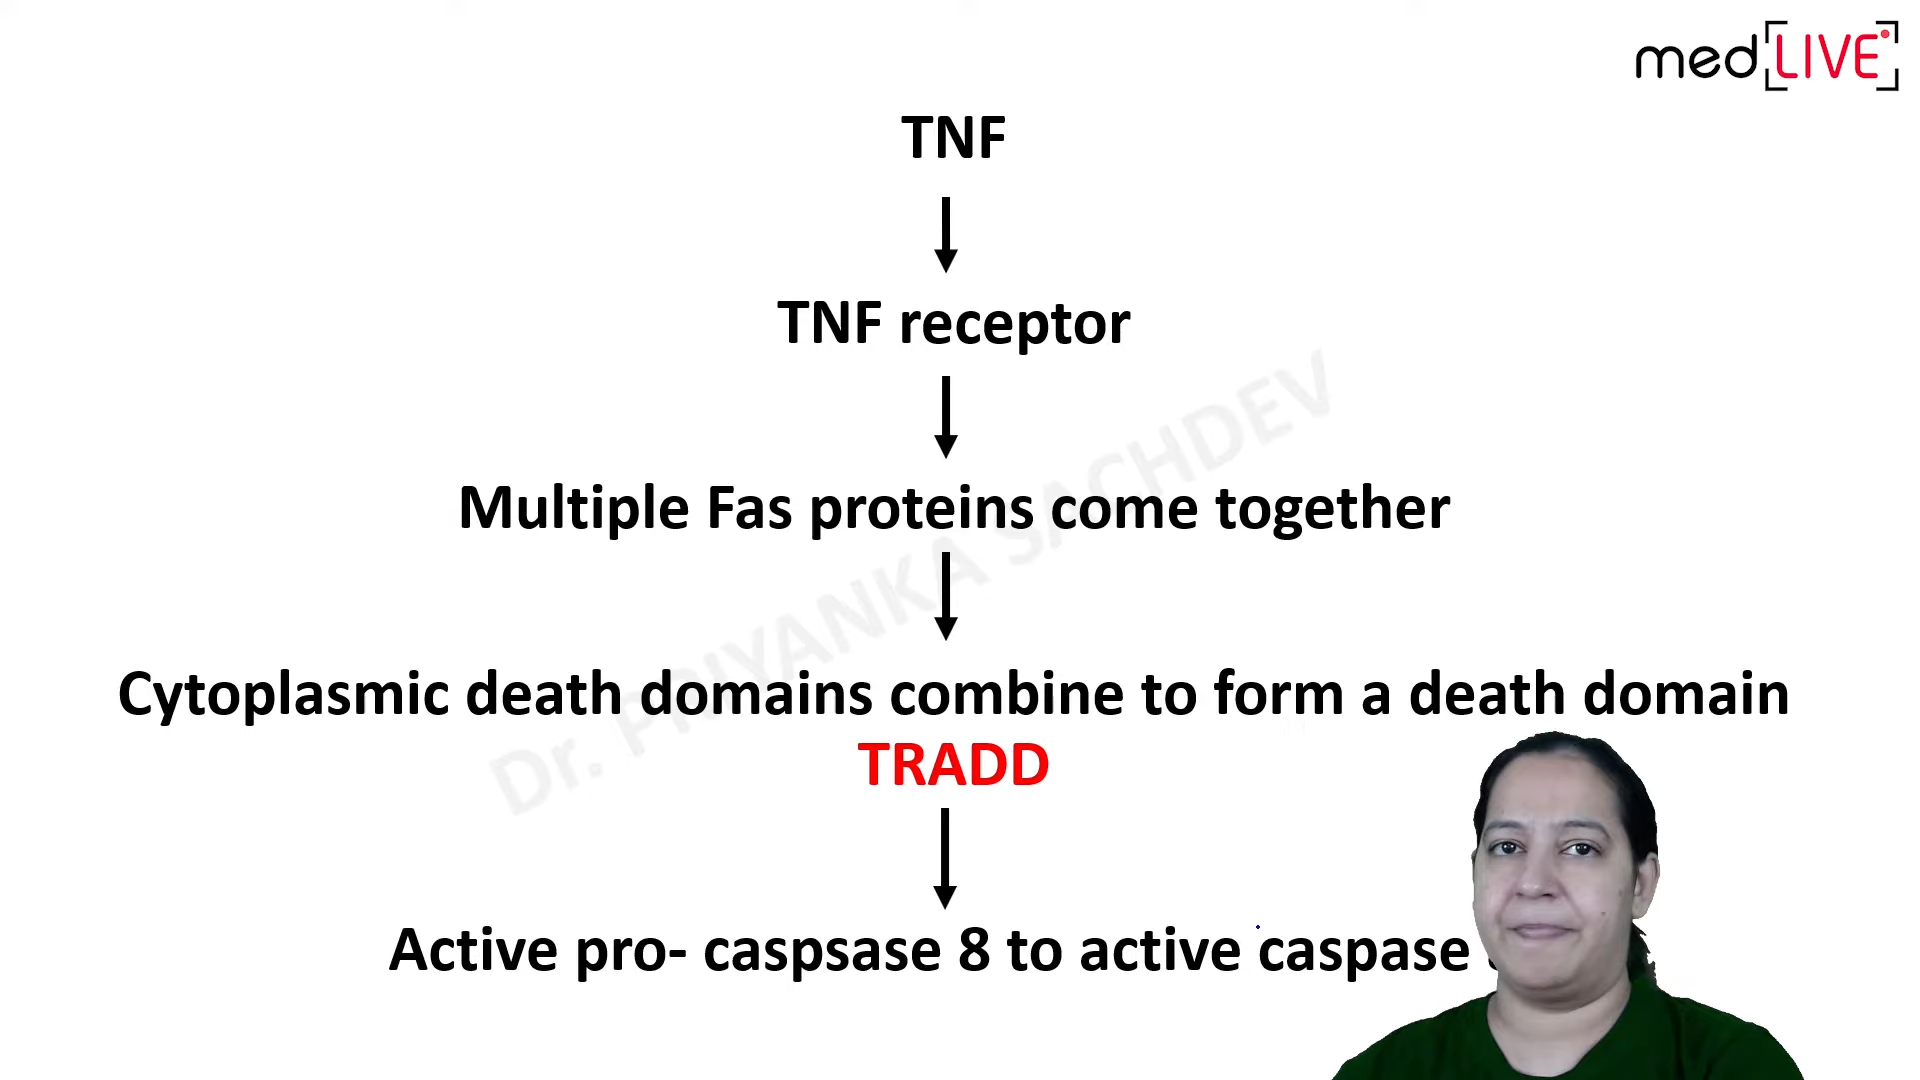 med[LIVE]
TNF
TNF receptor
Multiple Fas proteins come together
Cytoplasmic death domains combine to form a death domain
TRADD
Active pro- caspsase 8 to active caspase
Dr. PRIYANKA SACHDEV